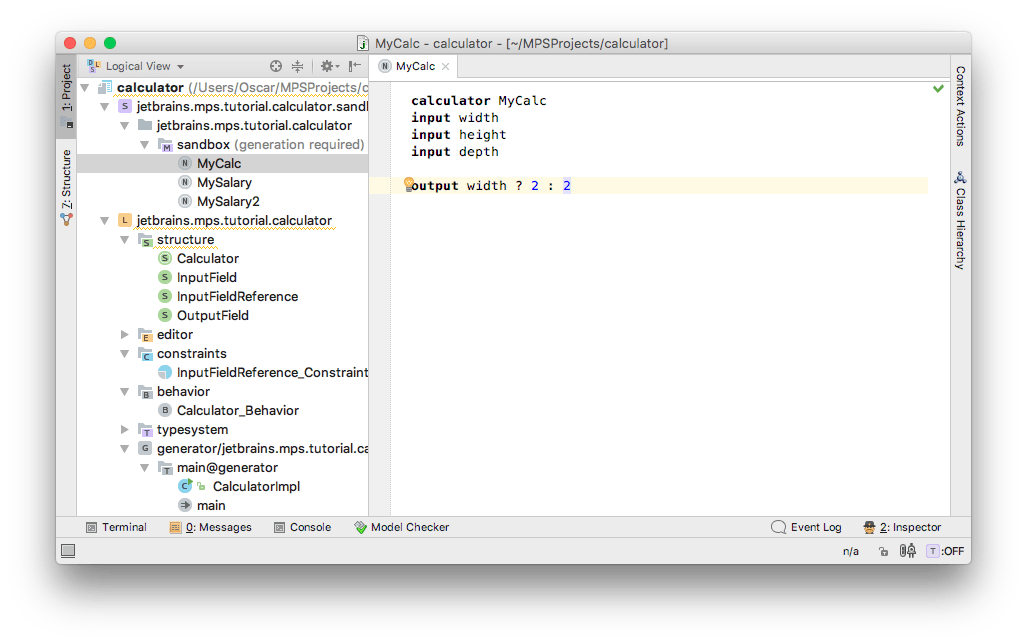 MyCalc - calculator - [~/MPSProjects/calculator]
1: Project
Z: Structure
Logical View
calculator (/Users/Oscar/MPSProjects/c
S jetbrains.mps.tutorial.calculator.sandl
jetbrains.mps.tutorial.calculator
M sandbox (generation required)
N MyCalc
N MySalary
N MySalary2
L jetbrains.mps.tutorial.calculator
S structure
S Calculator
S InputField
S InputFieldReference
S OutputField
E editor
C constraints
InputFieldReference_Constraint
B behavior
B Calculator_Behavior
T typesystem
G generator/jetbrains.mps.tutorial.ca
T main@generator
C CalculatorImpl
main
N MyCalc
calculator MyCalc
input width
input height
input depth
output width ? 2 : 2
Context Actions
Class Hierarchy
Terminal
0: Messages
Console
Model Checker
Event Log
2: Inspector
n/a
T :OFF